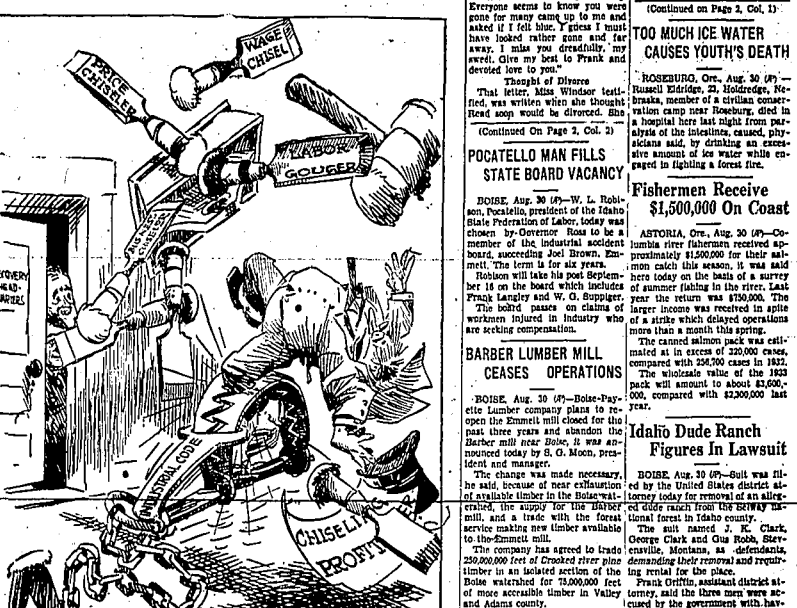 WAGE
CHISEL
PRICE
CHISELER
LABOR
GOUGER
CHISELER
INDUSTRIAL CODE
CHISELING
Everyone seems to know you were
gone for many came up to me and
asked if I felt blue. I guess I must
have looked rather gone and far
away. I miss you dreadfully, my
sweet. Give my best to Frank and
devoted love to you."
Thought of Divorce
That letter, Miss Windsor testi-
fied, was written when she thought
Read soon would be divorced. She
(Continued On Page 2, Col. 2)
POCATELLO MAN FILLS
STATE BOARD VACANCY
BOISE, Aug. 30 (AP)—W. L. Robi-
son, Pocatello, president of the Idaho
State Federation of Labor, today was
chosen by Governor Ross to be a
member of the industrial accident
board, succeeding Joel Brown, Em-
mett. The term is for six years.
Robison will take his post Septem-
ber 16 on the board which includes
Frank Langley and W. G. Suppiger.
The board passes on claims of
workmen injured in industry who
are seeking compensation.
BARBER LUMBER MILL
CEASES OPERATIONS
BOISE, Aug. 30 (AP)—Boise-Pay-
ette Lumber company plans to re-
open the Emmett mill closed for the
past three years and abandon the
Barber mill near Boise, it was an-
nounced today by S. G. Moon, pres-
ident and manager.
The change was made necessary,
he said, because of near exhaustion
of available timber in the Boise wat-
ershed, the supply for the Barber
mill, and a trade with the forest
service making new timber available
to the Emmett mill.
The company has agreed to trade
250,000,000 feet of Crooked river pine
timber in an isolated section of the
Boise watershed for 75,000,000 feet
of more accessible timber in Valley
and Adams county.
(Continued on Page 2, Col. 1)
TOO MUCH ICE WATER
CAUSES YOUTH'S DEATH
ROSEBURG, Ore., Aug. 30 (AP)—
Russell Eldridge, 23, Holdredge, Ne-
braska, member of a civilian conser-
vation camp near Roseburg, died in
a hospital here last night from par-
alysis of the intestines, caused, phy-
sicians said, by drinking an exces-
sive amount of ice water while en-
gaged in fighting a forest fire.
Fishermen Receive
$1,500,000 On Coast
ASTORIA, Ore., Aug. 30 (AP)—Co-
lumbia river fishermen received ap-
proximately $1,500,000 for their sal-
mon catch this season, it was said
here today on the basis of a survey
of summer fishing in the river. Last
year the return was $750,000. The
larger income was received in spite
of a strike which delayed operations
more than a month this spring.
The canned salmon pack was esti-
mated at in excess of 320,000 cases,
compared with 256,700 cases in 1932.
The wholesale value of the 1933
pack will amount to about $3,600,-
000, compared with $2,300,000 last
year.
Idaho Dude Ranch
Figures In Lawsuit
BOISE, Aug. 30 (AP)—Suit was fil-
ed by the United States district at-
torney today for removal of an alleg-
ed dude ranch from the Selway na-
tional forest in Idaho county.
The suit named J. K. Clark,
George Clark and Gus Robb, Stev-
ensville, Montana, as defendants,
demanding their removal and requir-
ing rental for the place.
Frank Griffin, assistant district at-
torney, said the three men were ac-
cused by the government with hav-